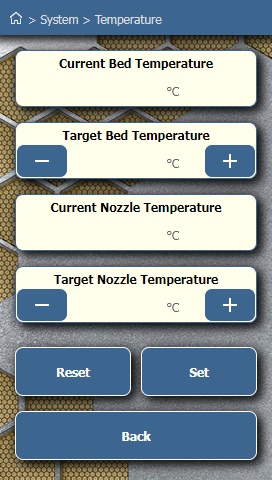 > System > Temperature
Current Bed Temperature
°C
Target Bed Temperature
− °C +
Current Nozzle Temperature
°C
Target Nozzle Temperature
− °C +
Reset Set
Back